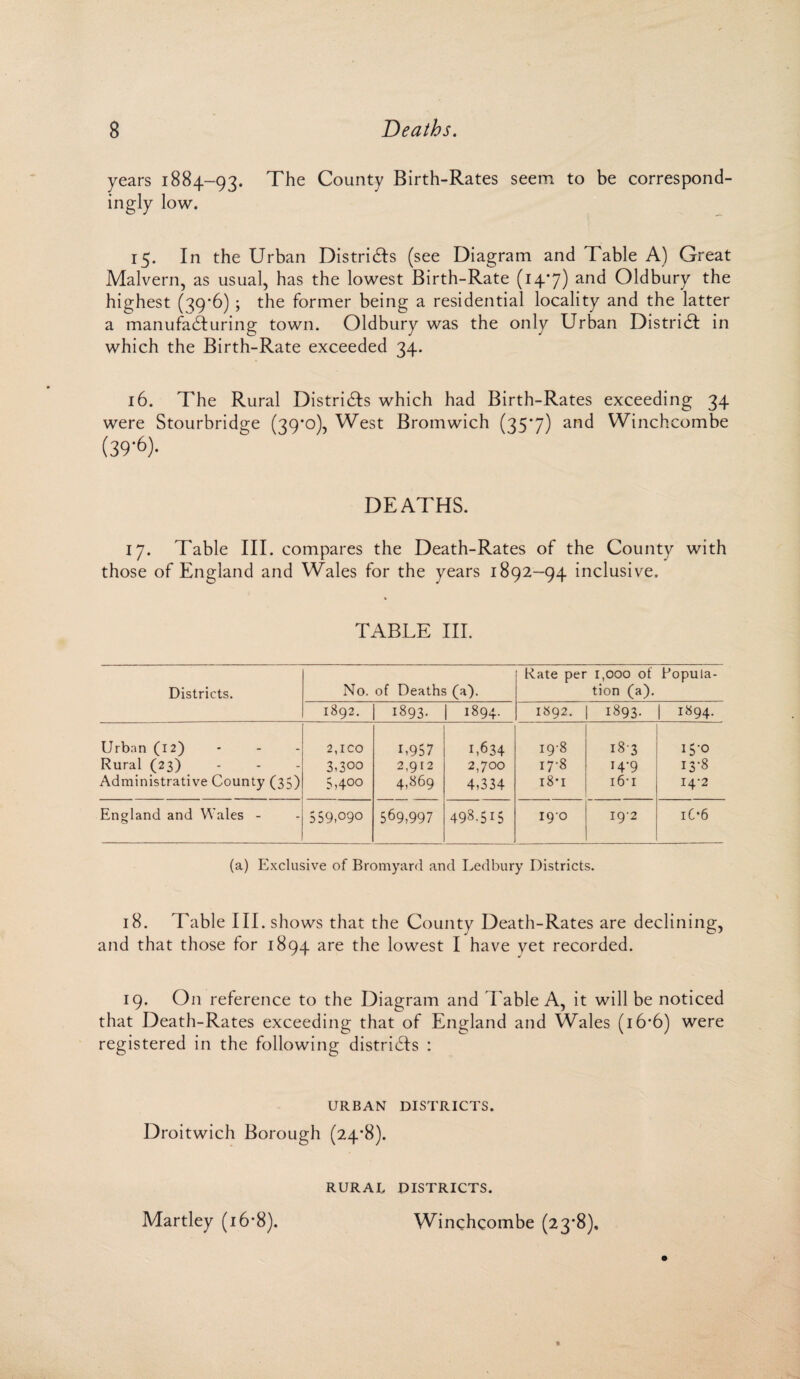 8 Deaths.
years 1884–93. The County Birth-Rates seem to be correspond-
ingly low.
15. In the Urban Districts (see Diagram and Table A) Great
Malvern, as usual, has the lowest Birth-Rate (14·7) and Oldbury the
highest (39·6) ; the former being a residential locality and the latter
a manufacturing town. Oldbury was the only Urban District in
which the Birth-Rate exceeded 34.
16. The Rural Districts which had Birth-Rates exceeding 34
were Stourbridge (39·0), West Bromwich (35·7) and Winchcombe
(39·6).
DEATHS.
17. Table III. compares the Death-Rates of the County with
those of England and Wales for the years 1892–94 inclusive.
TABLE III.
Districts. No. of Deaths (a). Rate per 1,000 of Popula-
tion (a).
1892. 1893. 1894. 1892. 1893. 1894.
Urban (12) - - - 2,100 1,957 1,634 19·8 18·3 15·0
Rural (23) - - - 3,300 2,912 2,700 17·8 14·9 13·8
Administrative County (35) 5,400 4,869 4,334 18·1 16·1 14·2
England and Wales - - 559,090 569,997 498,515 19·0 19·2 16·6
(a) Exclusive of Bromyard and Ledbury Districts.
18. Table III. shows that the County Death-Rates are declining,
and that those for 1894 are the lowest I have yet recorded.
19. On reference to the Diagram and Table A, it will be noticed
that Death-Rates exceeding that of England and Wales (16·6) were
registered in the following districts :
URBAN DISTRICTS.
Droitwich Borough (24·8).
RURAL DISTRICTS.
Martley (16·8). Winchcombe (23·8).